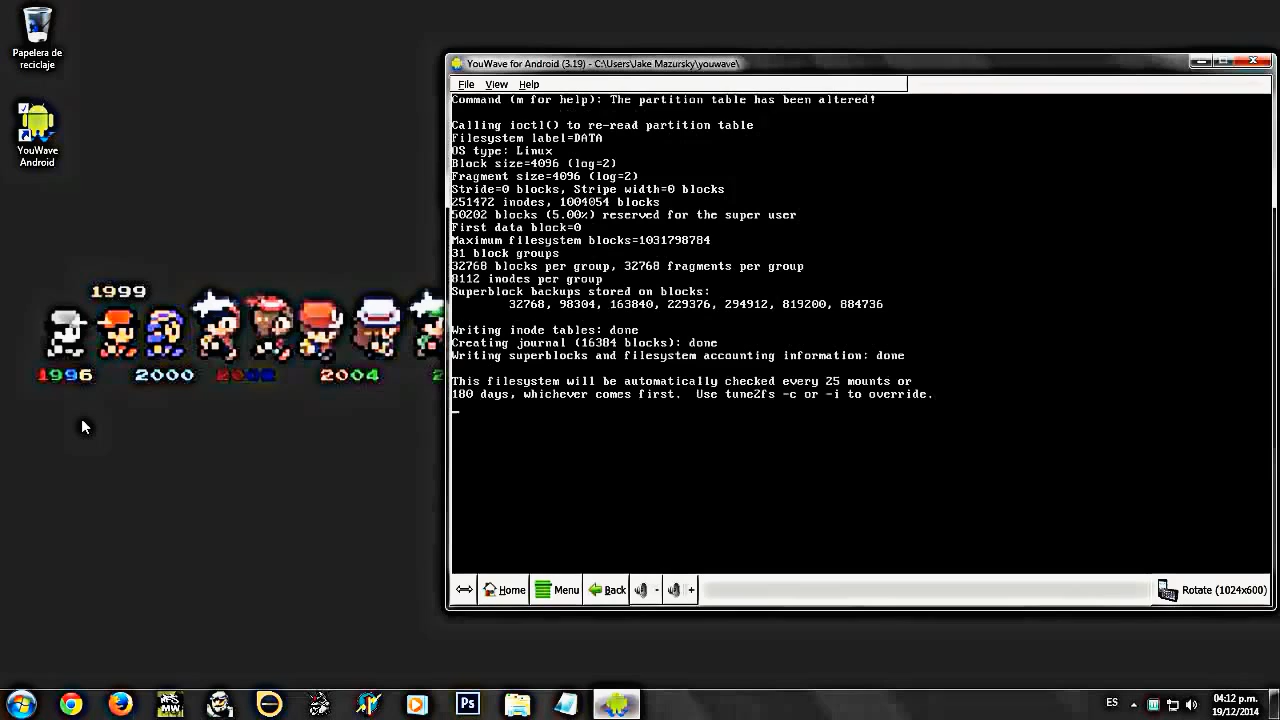 Papelera de
reciclaje
YouWave
Android
1999
1996
2000
2004
YouWave for Android (3.19) - C:\Users\Jake Mazursky\youwave\
File View Help
Command (m for help): The partition table has been altered!
Calling ioctl() to re-read partition table
Filesystem label=DATA
OS type: Linux
Block size=4096 (log=2)
Fragment size=4096 (log=2)
Stride=0 blocks, Stripe width=0 blocks
251472 inodes, 1004054 blocks
50202 blocks (5.00%) reserved for the super user
First data block=0
Maximum filesystem blocks=1031798784
31 block groups
32768 blocks per group, 32768 fragments per group
8112 inodes per group
Superblock backups stored on blocks:
32768, 98304, 163840, 229376, 294912, 819200, 884736
Writing inode tables: done
Creating journal (16384 blocks): done
Writing superblocks and filesystem accounting information: done
This filesystem will be automatically checked every 25 mounts or
180 days, whichever comes first.  Use tune2fs -c or -i to override.
Home Menu Back - + Rotate (1024x600)
MW
Ps
ES
04:12 p.m.
19/12/2014